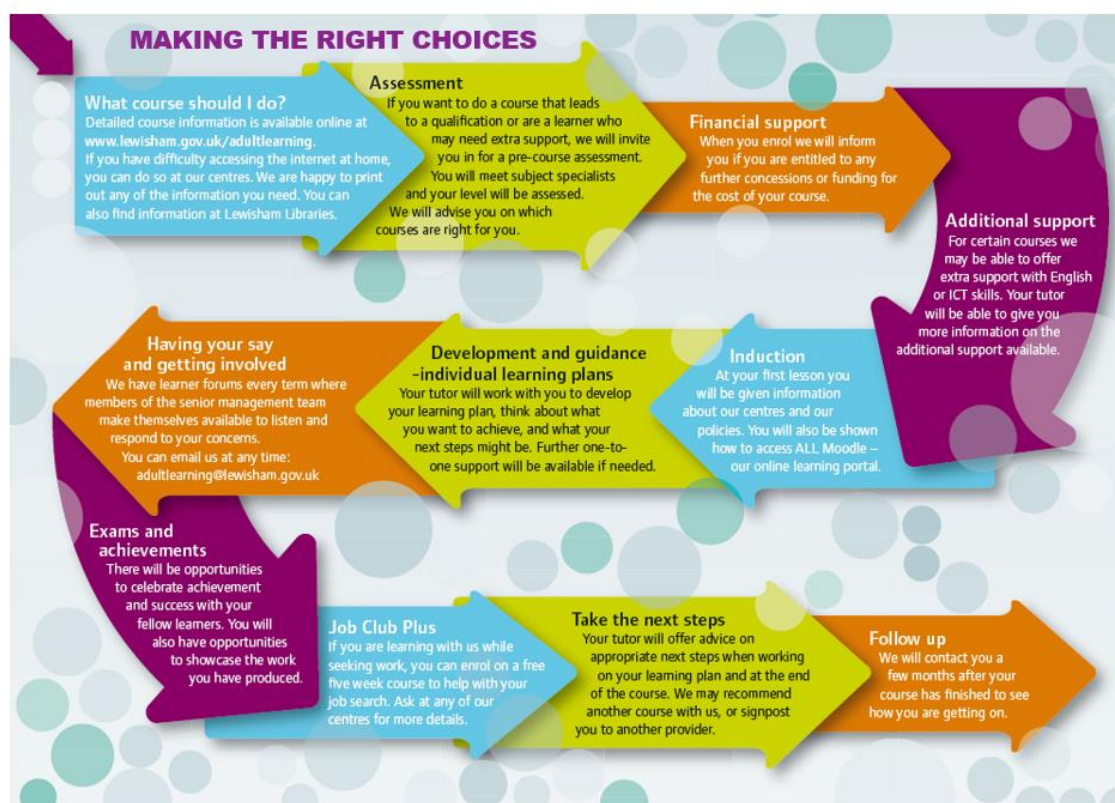 MAKING THE RIGHT CHOICES
What course should I do?
Detailed course information is available online at
www.lewisham.gov.uk/adultlearning.
If you have difficulty accessing the internet at home,
you can do so at our centres. We are happy to print
out any of the information you need. You can
also find information at Lewisham Libraries.
Assessment
If you want to do a course that leads
to a qualification or are a learner who
may need extra support, we will invite
you in for a pre-course assessment.
You will meet subject specialists
and your level will be assessed.
We will advise you on which
courses are right for you.
Financial support
When you enrol we will inform
you if you are entitled to any
further concessions or funding for
the cost of your course.
Additional support
For certain courses we
may be able to offer
extra support with English
or ICT skills. Your tutor
will be able to give you
more information on the
additional support available.
Induction
At your first lesson you
will be given information
about our centres and our
policies. You will also be shown
how to access ALL Moodle –
our online learning portal.
Development and guidance
-individual learning plans
Your tutor will work with you to develop
your learning plan, think about what
you want to achieve, and what your
next steps might be. Further one-to-
one support will be available if needed.
Having your say
and getting involved
We have learner forums every term where
members of the senior management team
make themselves available to listen and
respond to your concerns.
You can email us at any time:
adultlearning@lewisham.gov.uk
Exams and
achievements
There will be opportunities
to celebrate achievement
and success with your
fellow learners. You will
also have opportunities
to showcase the work
you have produced.
Job Club Plus
If you are learning with us while
seeking work, you can enrol on a free
five week course to help with your
job search. Ask at any of our
centres for more details.
Take the next steps
Your tutor will offer advice on
appropriate next steps when working
on your learning plan and at the end
of the course. We may recommend
another course with us, or signpost
you to another provider.
Follow up
We will contact you a
few months after your
course has finished to see
how you are getting on.